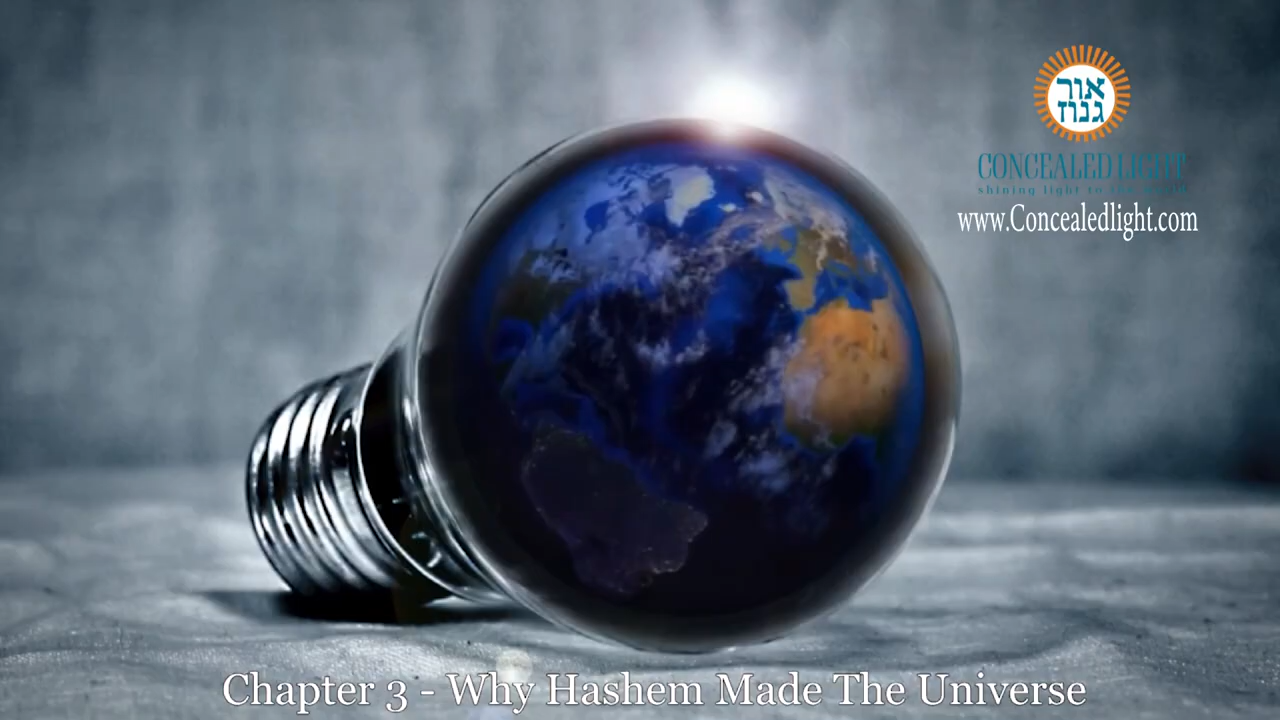 אור
גנוז
CONCEALED LIGHT
shining light to the world
www.Concealedlight.com
Chapter 3 - Why Hashem Made The Universe